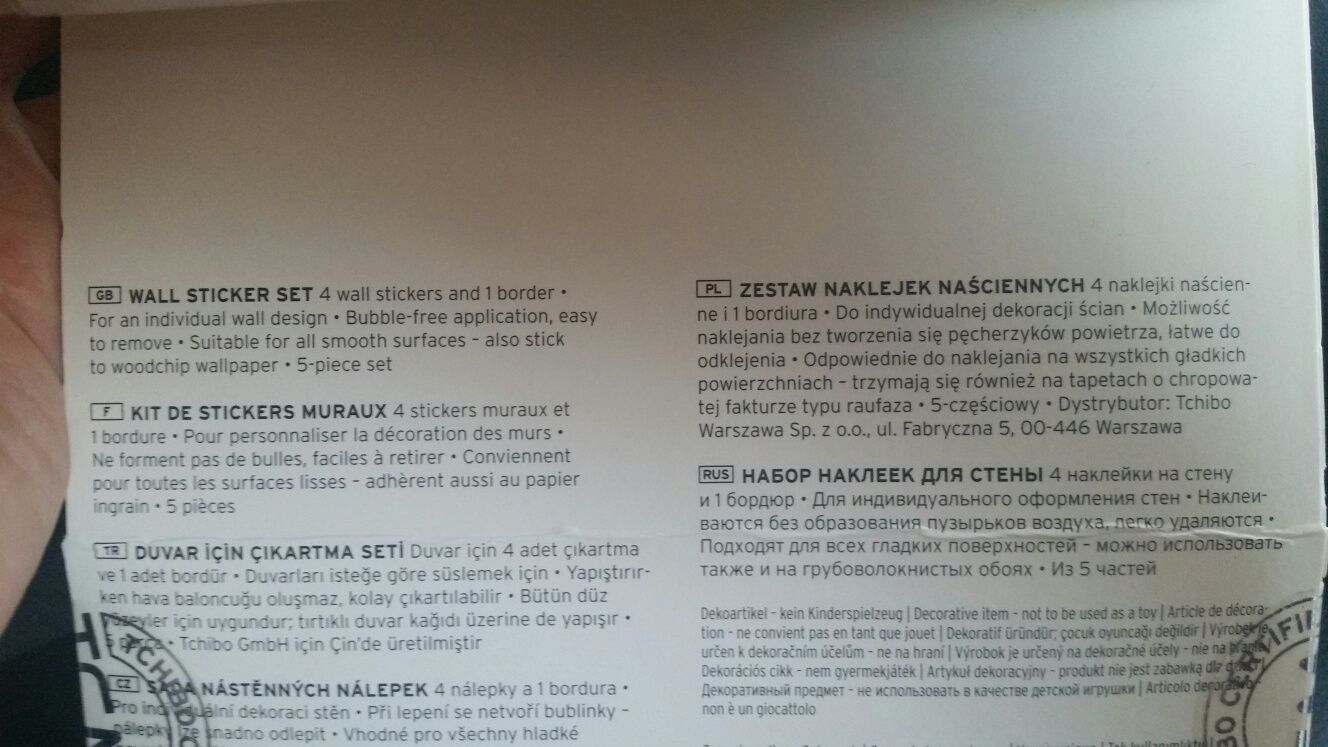 GB WALL STICKER SET 4 wall stickers and 1 border •
For an individual wall design • Bubble-free application, easy
to remove • Suitable for all smooth surfaces – also stick
to woodchip wallpaper • 5-piece set
F KIT DE STICKERS MURAUX 4 stickers muraux et
1 bordure • Pour personnaliser la décoration des murs •
Ne forment pas de bulles, faciles à retirer • Conviennent
pour toutes les surfaces lisses – adhèrent aussi au papier
ingrain • 5 pièces
TR DUVAR İÇİN ÇIKARTMA SETİ Duvar için 4 adet çıkartma
ve 1 adet bordür • Duvarları isteğe göre süslemek için • Yapıştırır-
ken hava baloncuğu oluşmaz, kolay çıkartılabilir • Bütün düz
yüzeyler için uygundur; tırtıklı duvar kağıdı üzerine de yapışır •
5 parça • Tchibo GmbH için Çin'de üretilmiştir
CZ SADA NÁSTĚNNÝCH NÁLEPEK 4 nálepky a 1 bordura •
Pro individuální dekoraci stěn • Při lepení se netvoří bublinky –
nálepky lze snadno odlepit • Vhodné pro všechny hladké
PL ZESTAW NAKLEJEK NAŚCIENNYCH 4 naklejki naścien-
ne i 1 bordiura • Do indywidualnej dekoracji ścian • Możliwość
naklejania bez tworzenia się pęcherzyków powietrza, łatwe do
odklejenia • Odpowiednie do naklejania na wszystkich gładkich
powierzchniach – trzymają się również na tapetach o chropowa-
tej fakturze typu raufaza • 5-częściowy • Dystrybutor: Tchibo
Warszawa Sp. z o.o., ul. Fabryczna 5, 00-446 Warszawa
RUS НАБОР НАКЛЕЕК ДЛЯ СТЕНЫ 4 наклейки на стену
и 1 бордюр • Для индивидуального оформления стен • Наклеи-
ваются без образования пузырьков воздуха, легко удаляются •
Подходят для всех гладких поверхностей – можно использовать
также и на грубоволокнистых обоях • Из 5 частей
Dekoartikel - kein Kinderspielzeug | Decorative item - not to be used as a toy | Article de décora-
tion - ne convient pas en tant que jouet | Dekoratif üründür; çocuk oyuncağı değildir | Výrobek je
určen k dekoračním účelům - ne na hraní | Výrobok je určený na dekoračné účely - nie na hranie
Dekorációs cikk - nem gyermekjáték | Artykuł dekoracyjny - produkt nie jest zabawką dla dzieci
Декоративный предмет - не использовать в качестве детской игрушки | Articolo decorativo -
non è un giocattolo